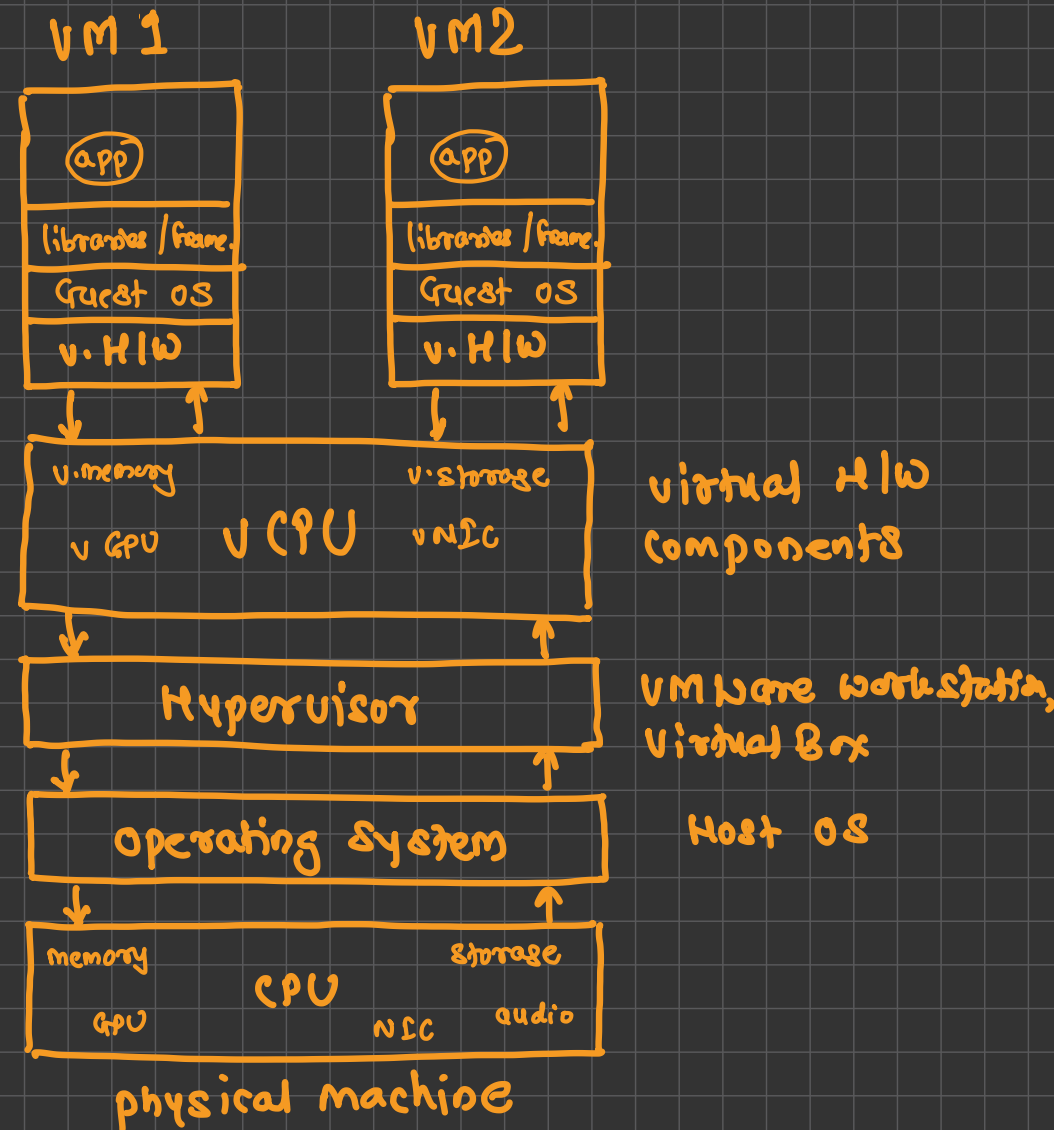 VM 1
VM2
app
app
libraries / frame.
libraries / frame.
Guest OS
Guest OS
v. H/W
v. H/W
v.memory
v.storage
v GPU
v CPU
vNIC
virtual H/W
components
Hypervisor
VMware workstation,
Virtual Box
operating system
Host OS
memory
storage
CPU
GPU
NIC
audio
physical machine